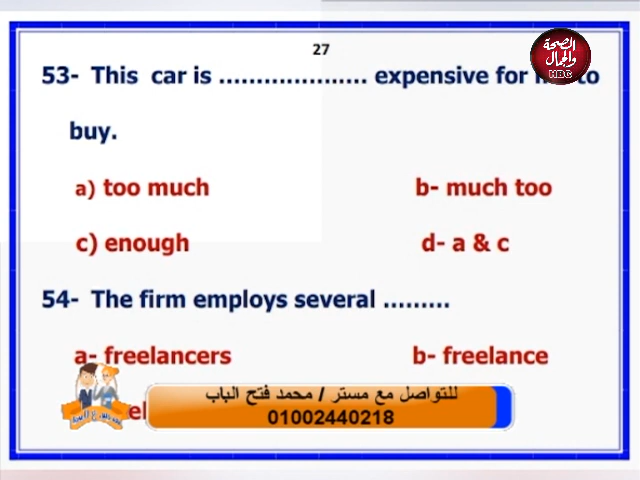 27
الصحة
والجمال
HBC
53- This car is .................... expensive for to
buy.
a) too much
b- much too
c) enough
d- a & c
54- The firm employs several .........
a- freelancers
b- freelance
للتواصل مع مستر / محمد فتح الباب
01002440218